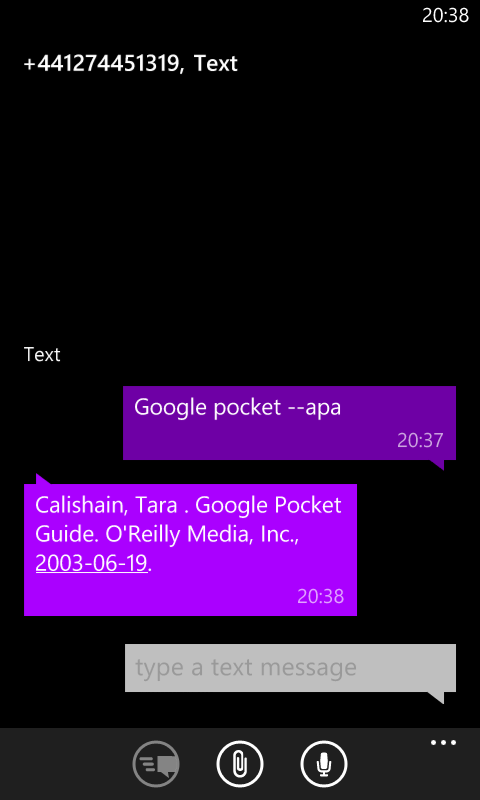 20:38
+441274451319, Text
Text
Google pocket --apa
20:37
Calishain, Tara . Google Pocket
Guide. O'Reilly Media, Inc.,
2003-06-19.
20:38
type a text message